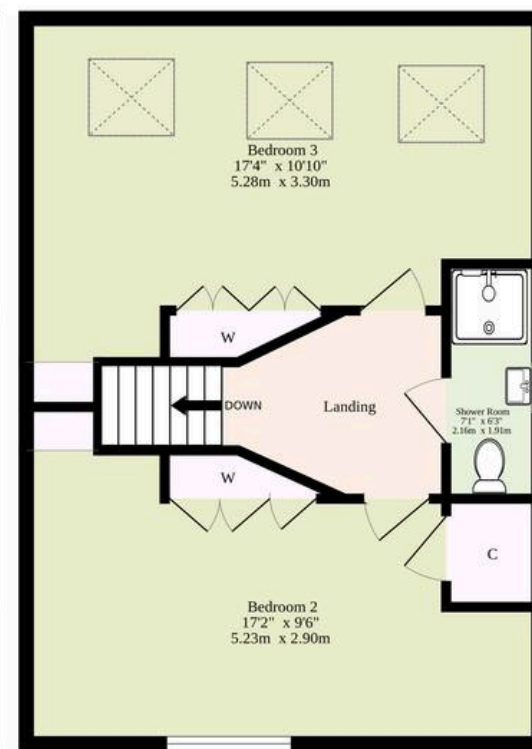 Bedroom 3
17'4" x 10'10"
5.28m x 3.30m
W
DOWN
Landing
Shower Room
7'1" x 6'3"
2.16m x 1.91m
W
C
Bedroom 2
17'2" x 9'6"
5.23m x 2.90m